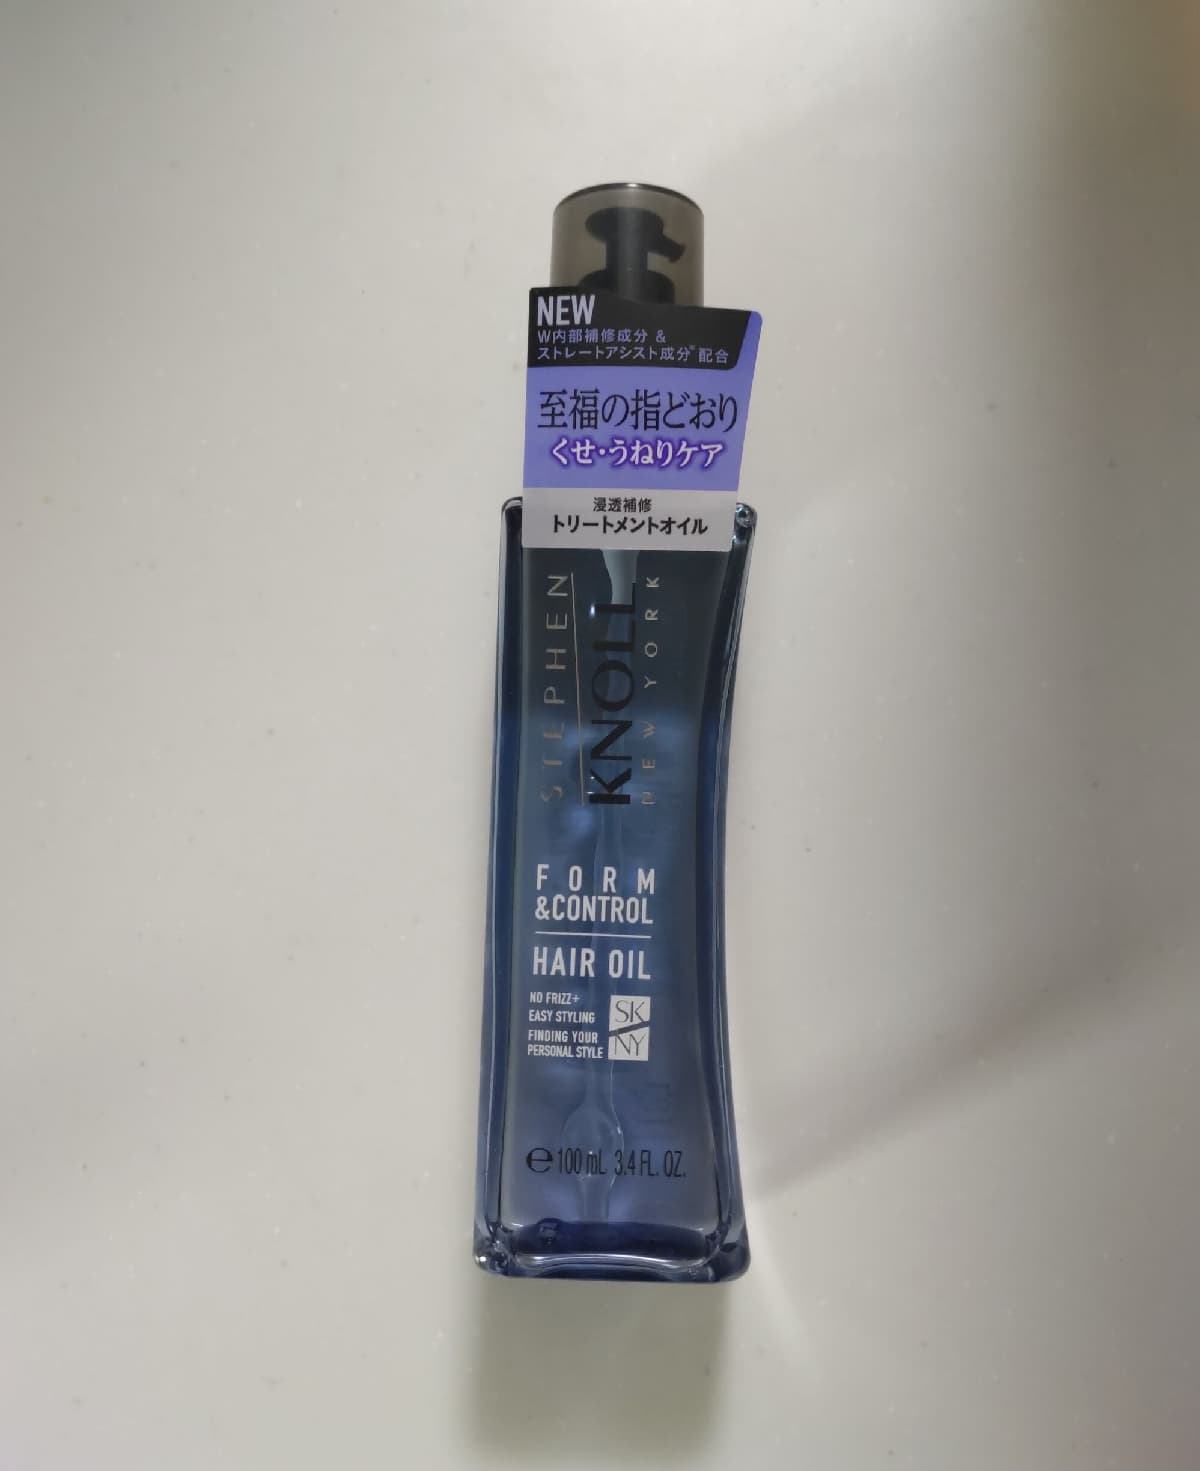 NEW
W内部補修成分 &
ストレートアシスト成分※配合
至福の指どおり
くせ・うねりケア
浸透補修
トリートメントオイル
STEPHEN
KNOLL
NEW YORK
FORM
&CONTROL
HAIR OIL
NO FRIZZ+
EASY STYLING
FINDING YOUR
PERSONAL STYLE
SK
NY
℮100 mL 3.4 FL. OZ.